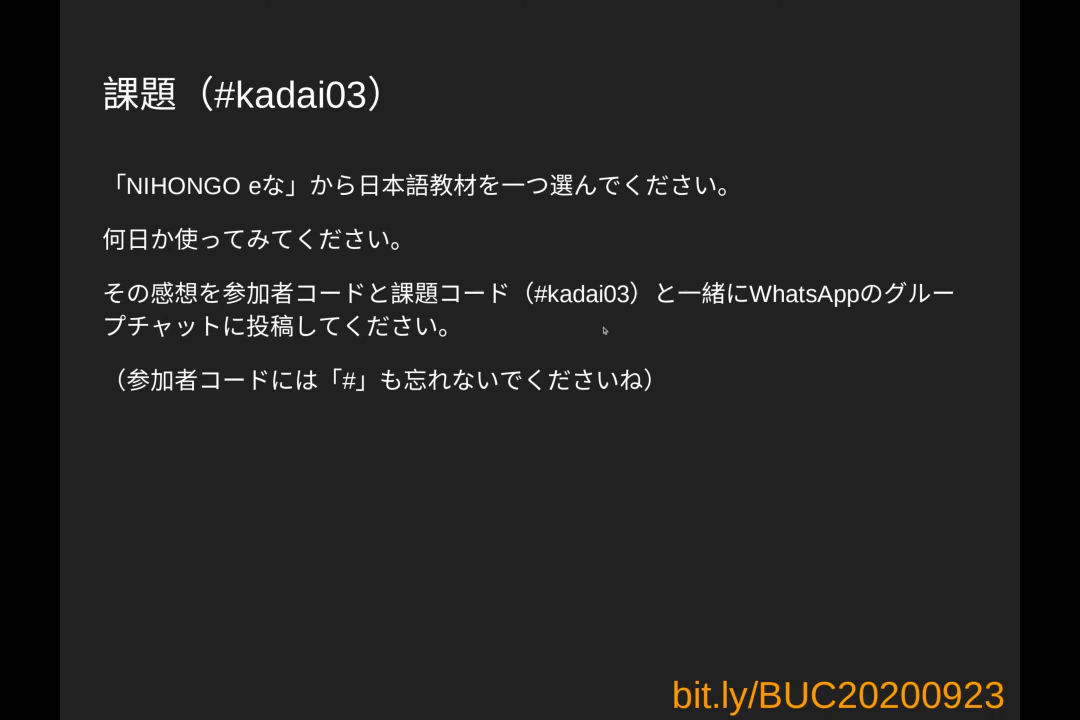 課題（#kadai03）
「NIHONGO eな」から日本語教材を一つ選んでください。
何日か使ってみてください。
その感想を参加者コードと課題コード（#kadai03）と一緒にWhatsAppのグルー
プチャットに投稿してください。
（参加者コードには「#」も忘れないでくださいね）
bit.ly/BUC20200923